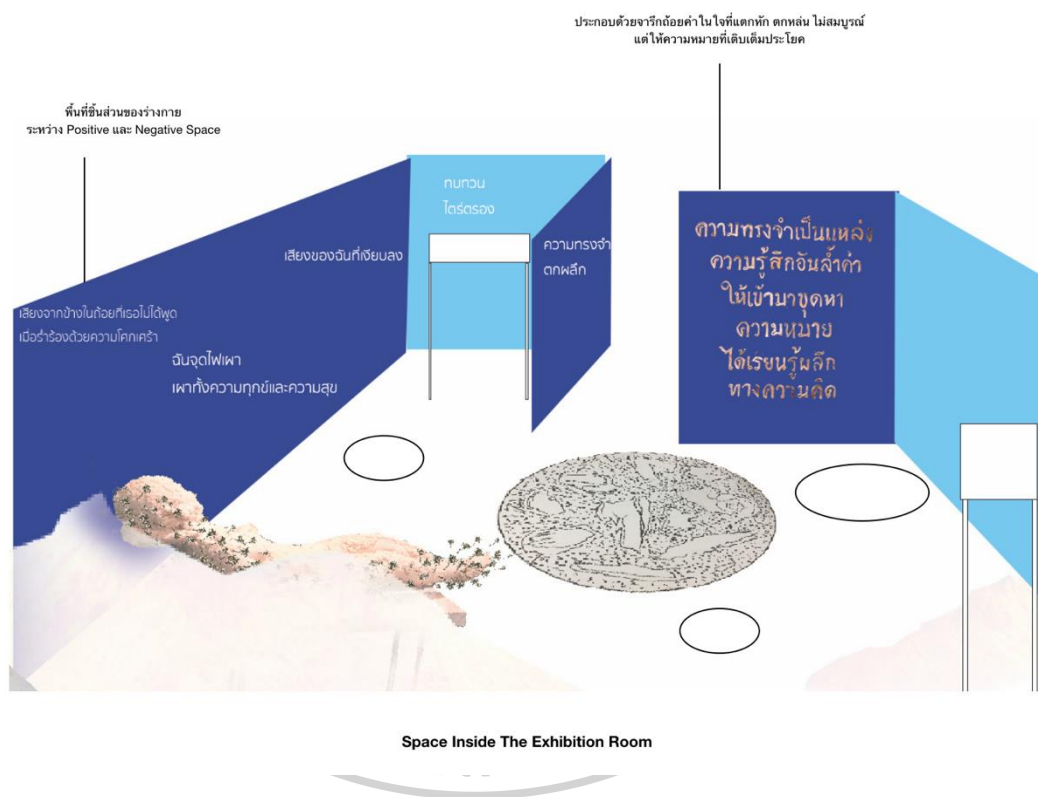 ประกอบด้วยจารึกถ้อยคำในใจที่แตกหัก ตกหล่น ไม่สมบูรณ์
แต่ให้ความหมายที่เติบเต็มประโยค
พื้นที่ชิ้นส่วนของร่างกาย
ระหว่าง Positive และ Negative Space
ทบทวน
ไตร่ตรอง
เสียงของฉันที่เงียบลง
ความทรงจำ
ตกผลึก
เสียงจากข้างในถ้อยที่เธอไม่ได้พูด
เมื่อร่ำร้องด้วยความโศกเศร้า
ฉันจุดไฟเผา
เผาทั้งความทุกข์และความสุข
ความทรงจำเป็นแหล่ง
ความรู้สึกอันล้ำค่า
ให้เข้ามาขุดหา
ความหมาย
ได้เรียนรู้ผลึก
ทางความคิด
Space Inside The Exhibition Room